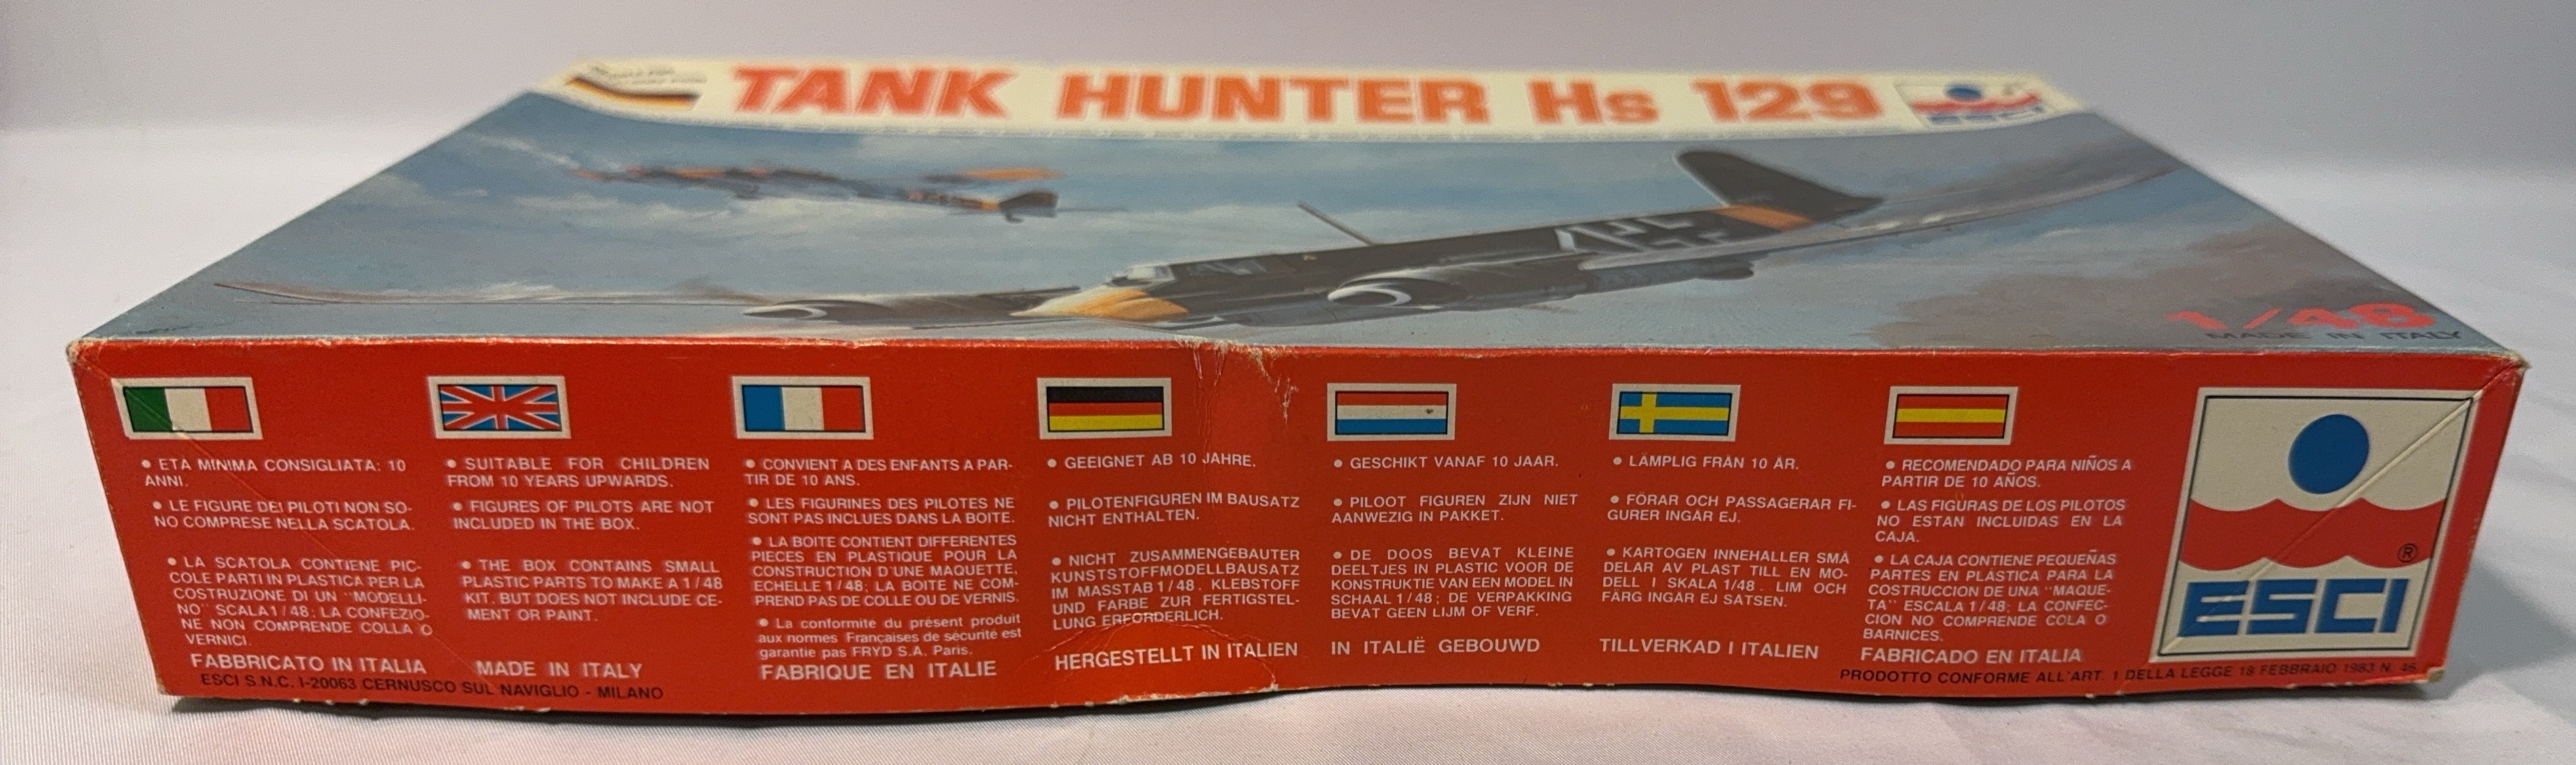 TANK HUNTER Hs 129
ESCI
1/48
MADE IN ITALY
• ETÀ MINIMA CONSIGLIATA: 10
ANNI.
• LE FIGURE DEI PILOTI NON SO-
NO COMPRESE NELLA SCATOLA.
• LA SCATOLA CONTIENE PIC-
COLE PARTI IN PLASTICA PER LA
COSTRUZIONE DI UN "MODELLI-
NO" SCALA 1/48; LA CONFEZIO-
NE NON COMPRENDE COLLA O
VERNICI.
FABBRICATO IN ITALIA
• SUITABLE FOR CHILDREN
FROM 10 YEARS UPWARDS.
• FIGURES OF PILOTS ARE NOT
INCLUDED IN THE BOX.
• THE BOX CONTAINS SMALL
PLASTIC PARTS TO MAKE A 1/48
KIT. BUT DOES NOT INCLUDE CE-
MENT OR PAINT.
MADE IN ITALY
• CONVIENT A DES ENFANTS A PAR-
TIR DE 10 ANS.
• LES FIGURINES DES PILOTES NE
SONT PAS INCLUES DANS LA BOITE.
• LA BOITE CONTIENT DIFFERENTES
PIECES EN PLASTIQUE POUR LA
CONSTRUCTION D'UNE MAQUETTE,
ECHELLE 1/48; LA BOITE NE COM-
PREND PAS DE COLLE OU DE VERNIS.
• La conformite du présent produit
aux normes Françaises de sécurité est
garantie pas FRYD S.A. Paris.
FABRIQUE EN ITALIE
• GEEIGNET AB 10 JAHRE.
• PILOTENFIGUREN IM BAUSATZ
NICHT ENTHALTEN.
• NICHT ZUSAMMENGEBAUTER
KUNSTSTOFFMODELLBAUSATZ
IM MASSTAB 1/48. KLEBSTOFF
UND FARBE ZUR FERTIGSTEL-
LUNG ERFORDERLICH.
HERGESTELLT IN ITALIEN
• GESCHIKT VANAF 10 JAAR.
• PILOOT FIGUREN ZIJN NIET
AANWEZIG IN PAKKET.
• DE DOOS BEVAT KLEINE
DEELTJES IN PLASTIC VOOR DE
KONSTRUKTIE VAN EEN MODEL IN
SCHAAL 1/48; DE VERPAKKING
BEVAT GEEN LIJM OF VERF.
IN ITALIË GEBOUWD
• LÄMPLIG FRÅN 10 ÅR.
• FÖRAR OCH PASSAGERAR FI-
GURER INGÅR EJ.
• KARTOGEN INNEHALLER SMÅ
DELAR AV PLAST TILL EN MO-
DELL I SKALA 1/48. LIM OCH
FÄRG INGÅR EJ SATSEN.
TILLVERKAD I ITALIEN
• RECOMENDADO PARA NIÑOS A
PARTIR DE 10 AÑOS.
• LAS FIGURAS DE LOS PILOTOS
NO ESTAN INCLUIDAS EN LA
CAJA.
• LA CAJA CONTIENE PEQUEÑAS
PARTES EN PLÁSTICA PARA LA
COSTRUCCION DE UNA "MAQUE-
TA" ESCALA 1/48; LA CONFEC-
CION NO COMPRENDE COLA O
BARNICES.
FABRICADO EN ITALIA
®
ESCI
ESCI S.N.C. I-20063 CERNUSCO SUL NAVIGLIO - MILANO
PRODOTTO CONFORME ALL'ART. 1 DELLA LEGGE 18 FEBBRAIO 1983 N. 46